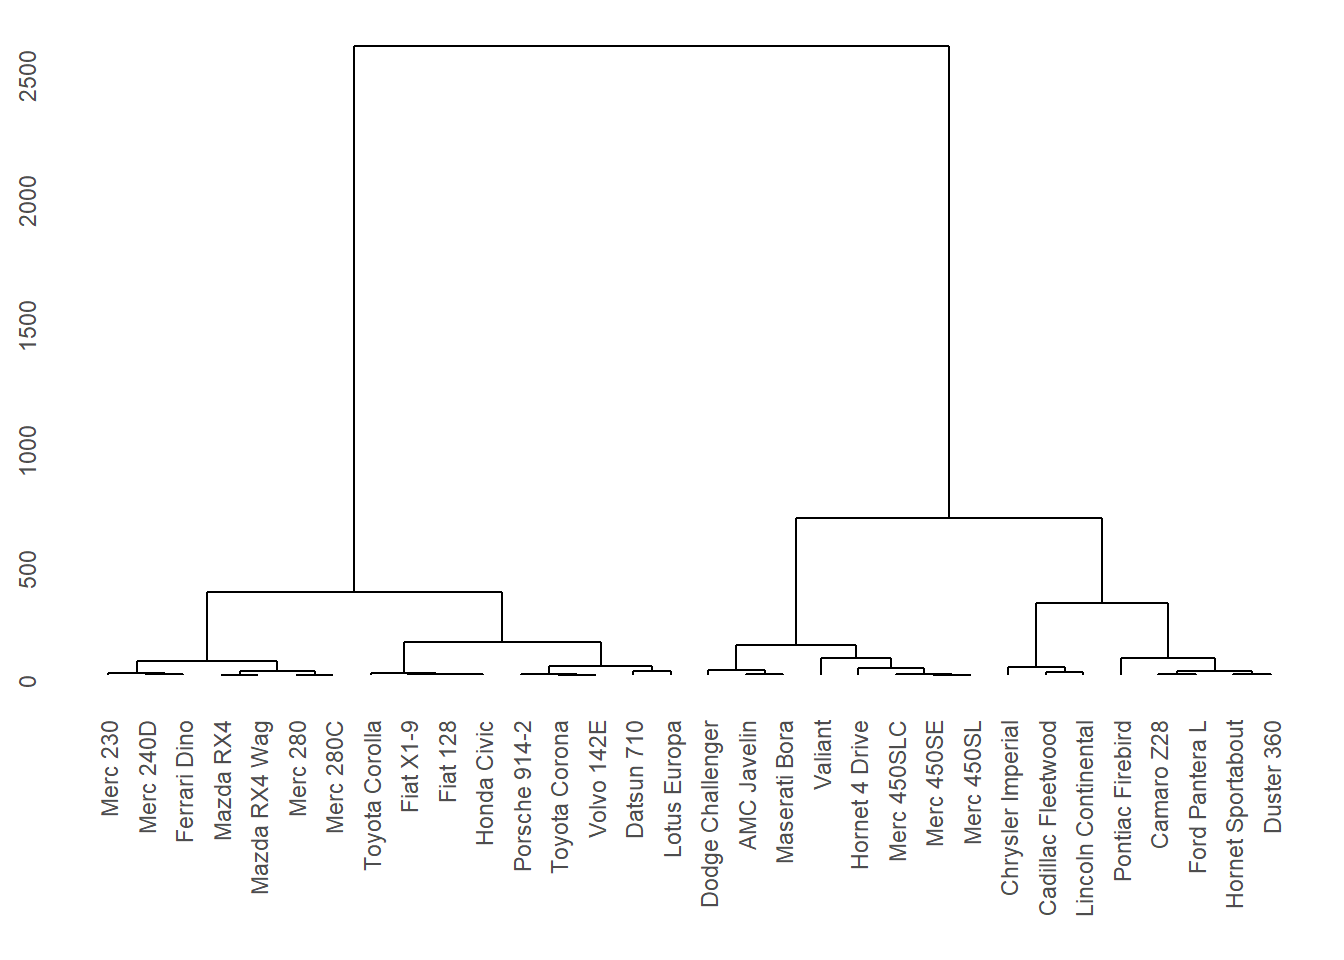 2500
2000
1500
1000
500
0
Merc 230
Merc 240D
Ferrari Dino
Mazda RX4
Mazda RX4 Wag
Merc 280
Merc 280C
Toyota Corolla
Fiat X1-9
Fiat 128
Honda Civic
Porsche 914-2
Toyota Corona
Volvo 142E
Datsun 710
Lotus Europa
Dodge Challenger
AMC Javelin
Maserati Bora
Valiant
Hornet 4 Drive
Merc 450SLC
Merc 450SE
Merc 450SL
Chrysler Imperial
Cadillac Fleetwood
Lincoln Continental
Pontiac Firebird
Camaro Z28
Ford Pantera L
Hornet Sportabout
Duster 360